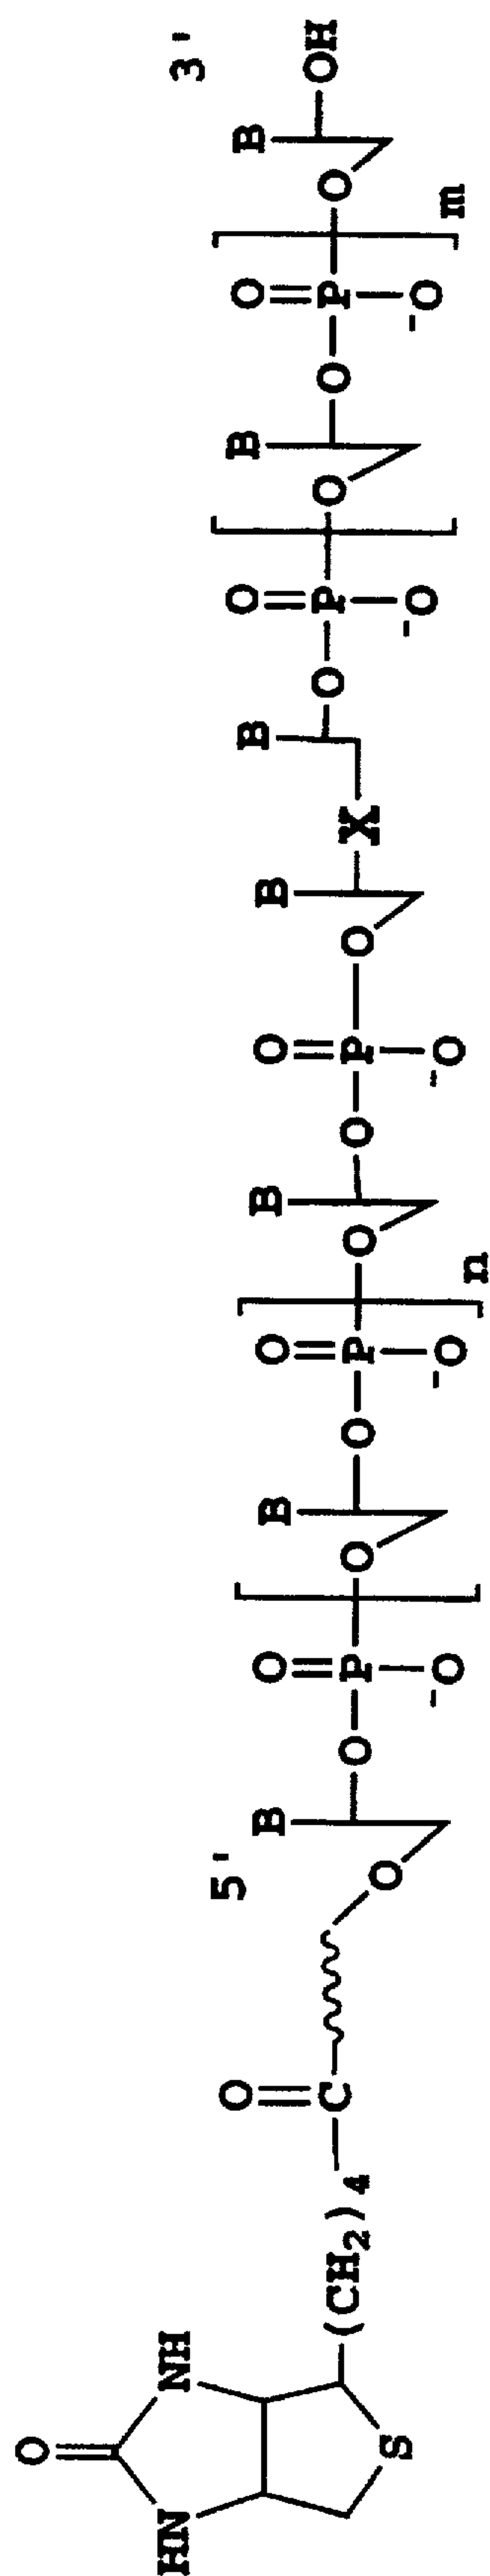 O
HN NH 3'
5'
O B O B O B O B B O B O B
(CH2)4 C O O P O O P O O P O X O P O O P O OH
S -O -O -O -O -O
n m